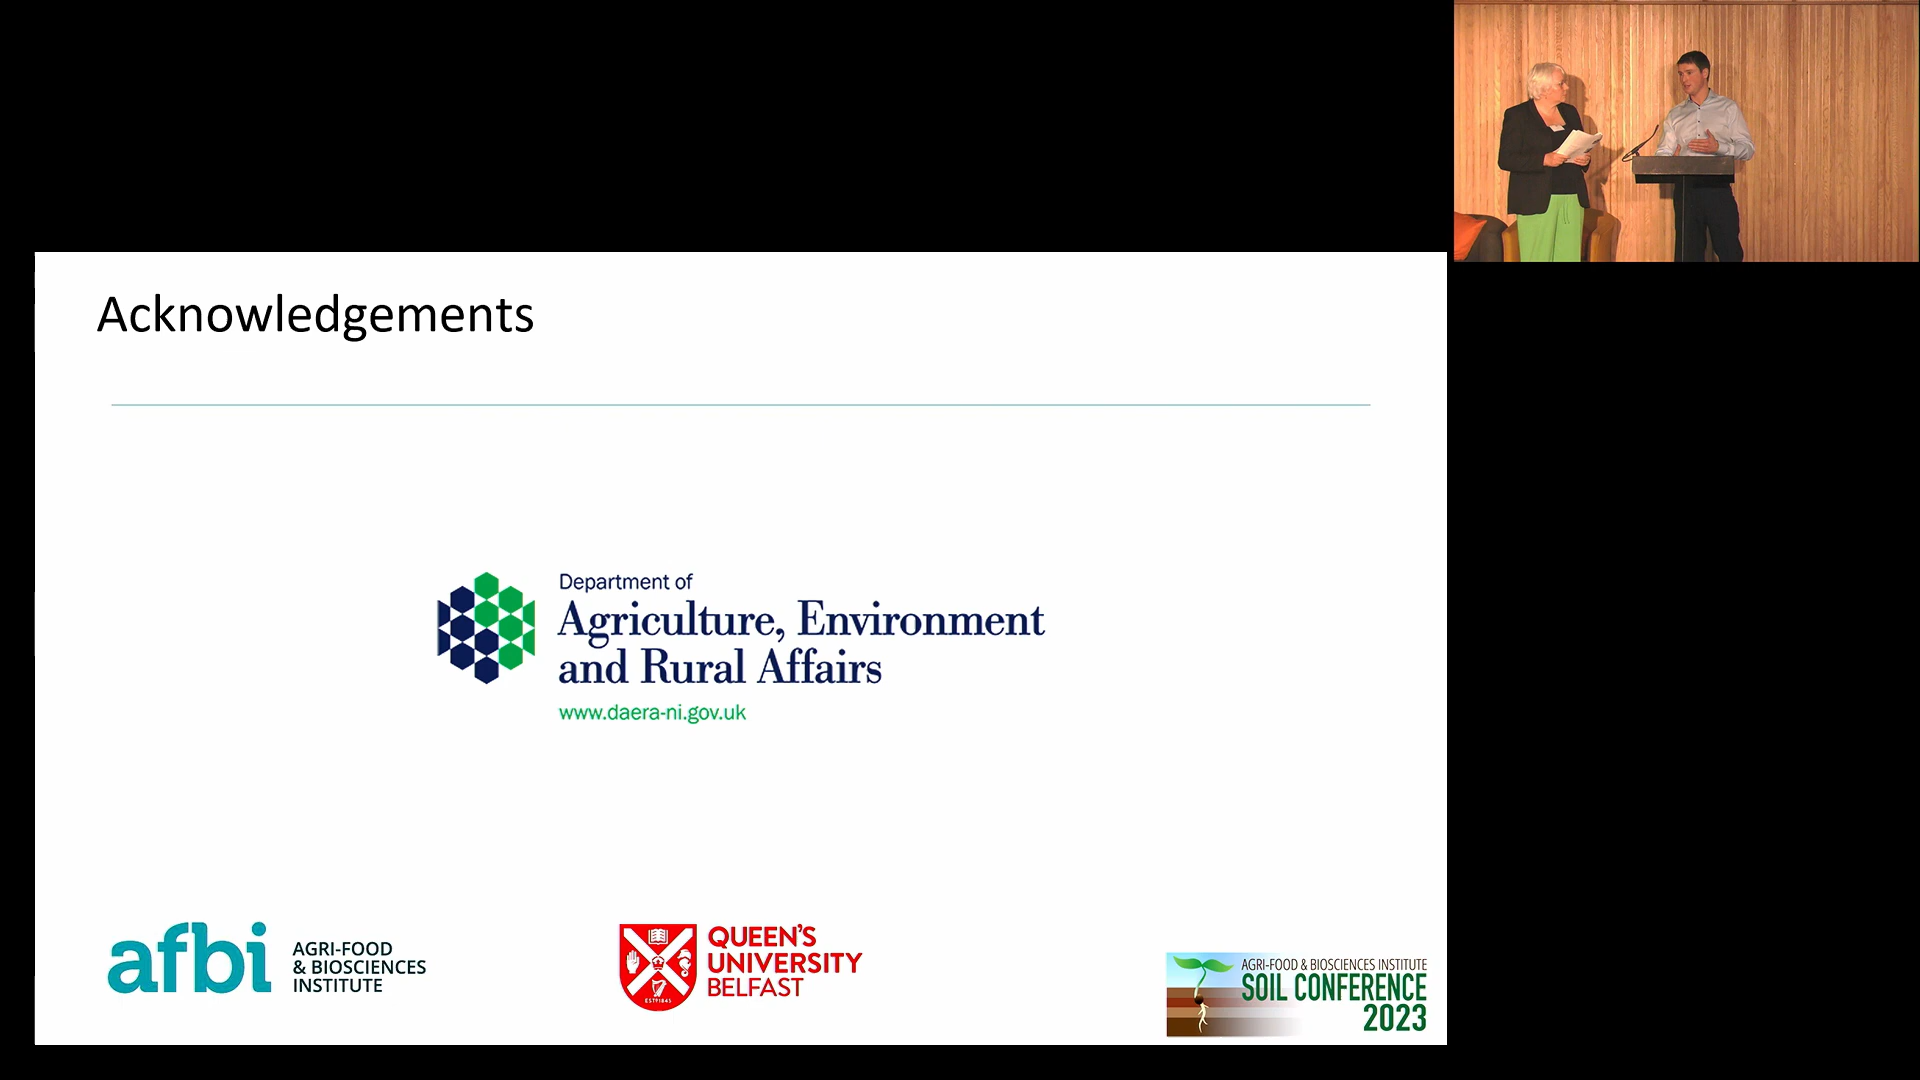 Acknowledgements
Department of
Agriculture, Environment
and Rural Affairs
www.daera-ni.gov.uk
afbi
AGRI-FOOD
& BIOSCIENCES
INSTITUTE
QUEEN'S
UNIVERSITY
BELFAST
ESTD1845
AGRI-FOOD & BIOSCIENCES INSTITUTE
SOIL CONFERENCE
2023